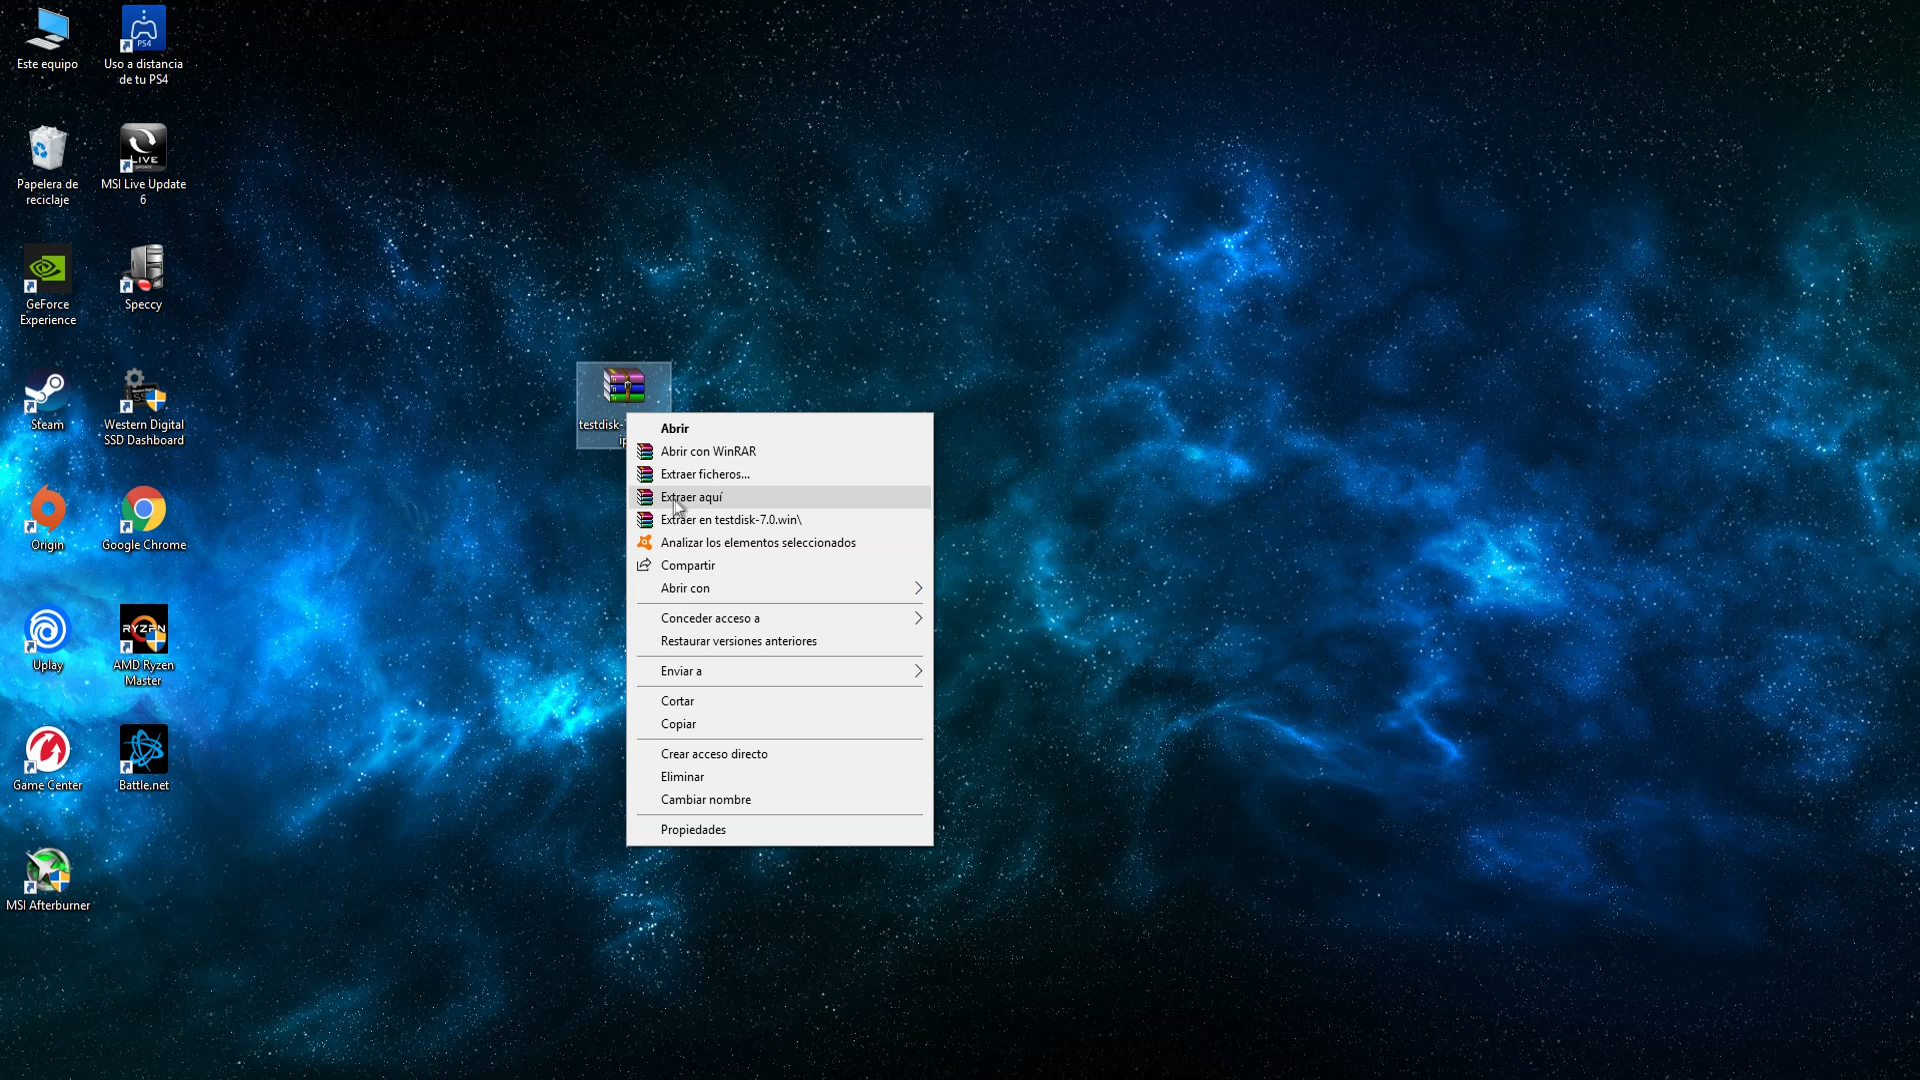 Este equipo
Uso a distancia
de tu PS4
PS4
Papelera de
reciclaje
LIVE
MSI Live Update
6
GeForce
Experience
Speccy
Steam
Western Digital
SSD Dashboard
Origin
Google Chrome
Uplay
RYZEN
AMD Ryzen
Master
Game Center
Battle.net
MSI Afterburner
testdisk-
Abrir
Abrir con WinRAR
Extraer ficheros...
Extraer aquí
Extraer en testdisk-7.0.win\
Analizar los elementos seleccionados
Compartir
Abrir con
Conceder acceso a
Restaurar versiones anteriores
Enviar a
Cortar
Copiar
Crear acceso directo
Eliminar
Cambiar nombre
Propiedades